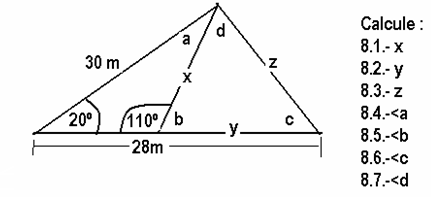 a
d
30 m
x
z
20º
110º
b
y
c
28m
Calcule :
8.1.- x
8.2.- y
8.3.- z
8.4.-<a
8.5.-<b
8.6.-<c
8.7.-<d